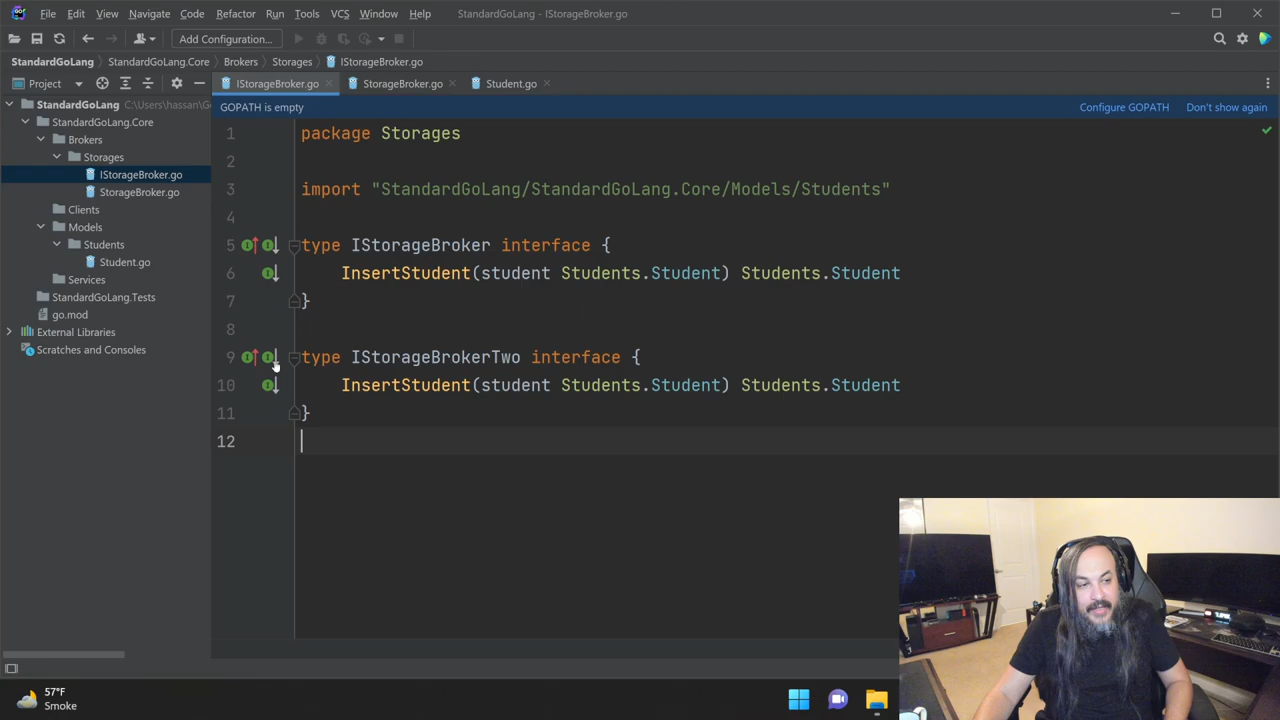 File Edit View Navigate Code Refactor Run Tools VCS Window Help StandardGoLang - IStorageBroker.go
Add Configuration...
StandardGoLang StandardGoLang.Core Brokers Storages IStorageBroker.go
Project IStorageBroker.go StorageBroker.go Student.go
StandardGoLang C:\Users\hassan\Go
StandardGoLang.Core
Brokers
Storages
IStorageBroker.go
StorageBroker.go
Clients
Models
Students
Student.go
Services
StandardGoLang.Tests
go.mod
External Libraries
Scratches and Consoles
GOPATH is empty Configure GOPATH Don't show again
1 package Storages
2
3 import "StandardGoLang/StandardGoLang.Core/Models/Students"
4
5 type IStorageBroker interface {
6 InsertStudent(student Students.Student) Students.Student
7 }
8
9 type IStorageBrokerTwo interface {
10 InsertStudent(student Students.Student) Students.Student
11 }
12
57°F
Smoke